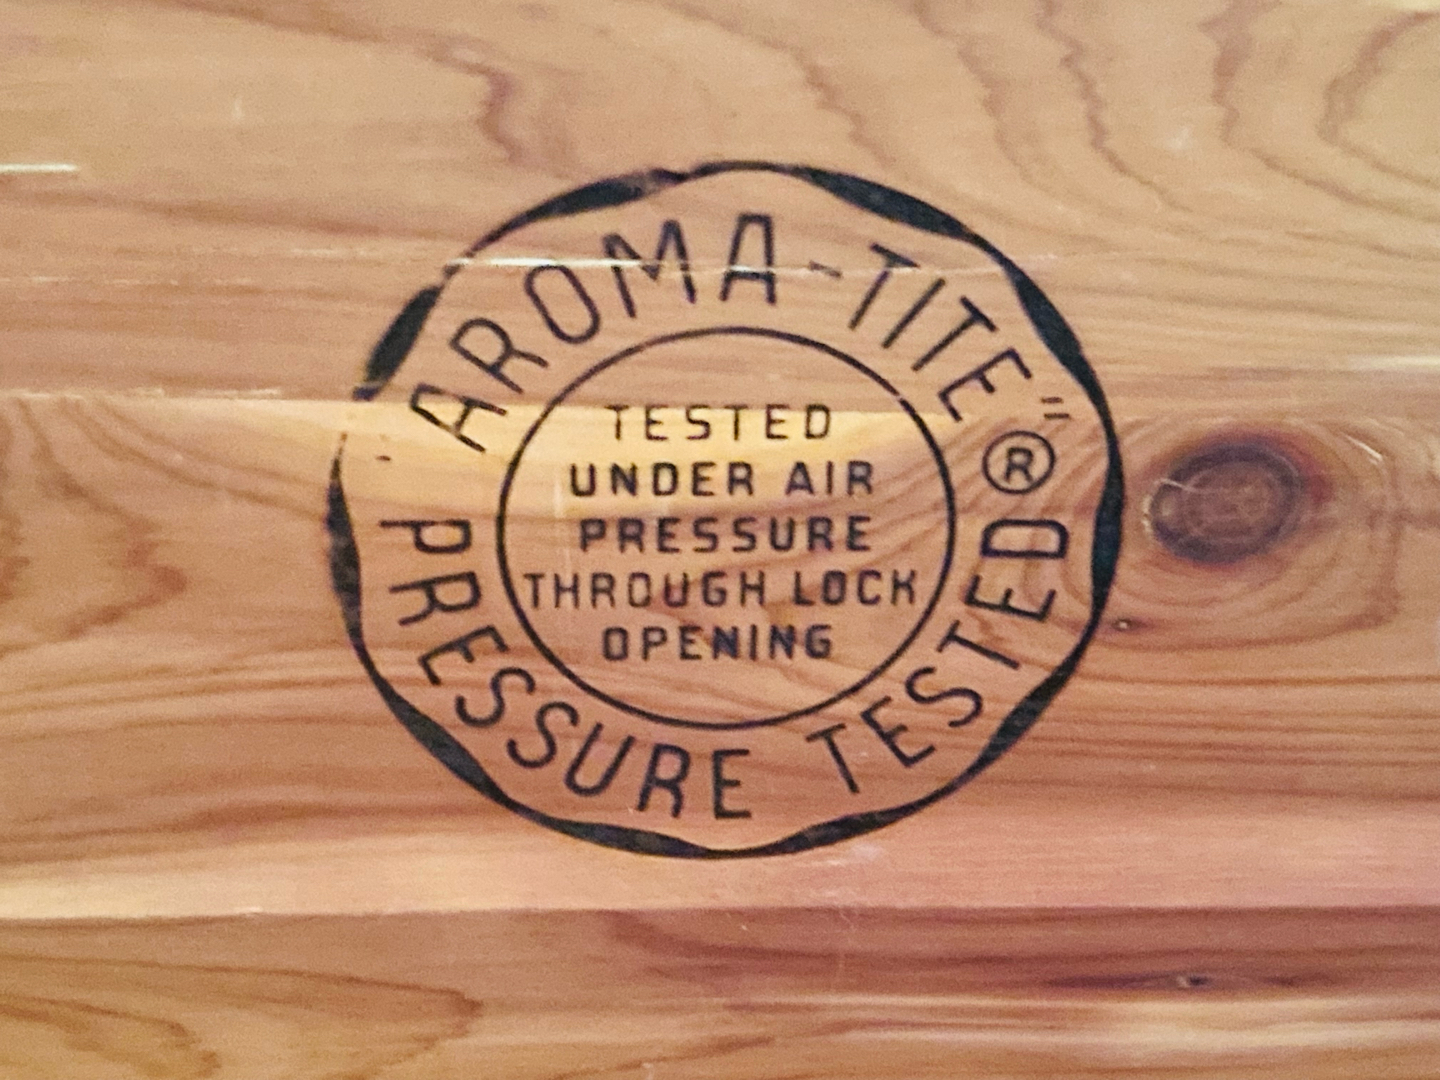 "AROMA-TITE"®
TESTED
UNDER AIR
PRESSURE
THROUGH LOCK
OPENING
PRESSURE TESTED